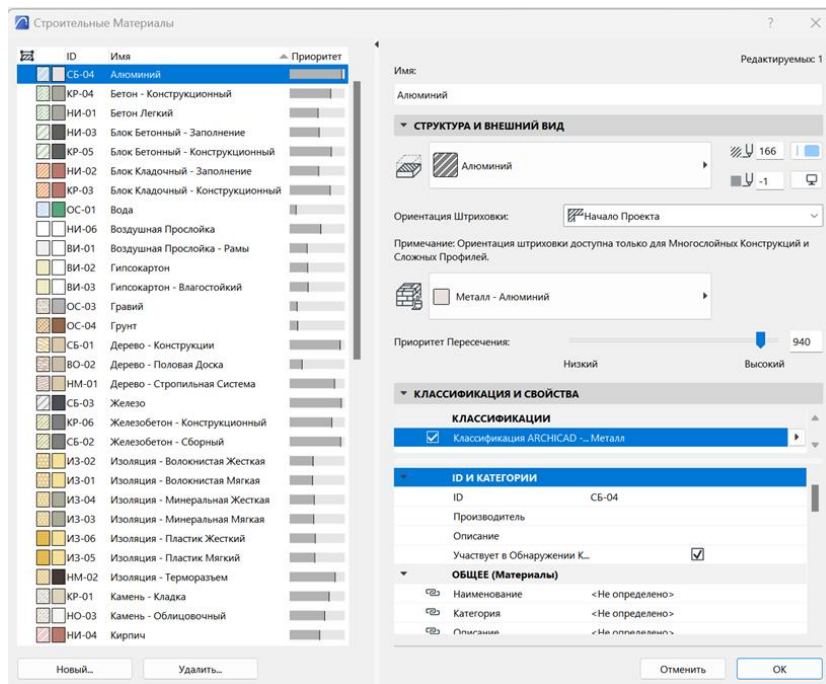 Строительные Материалы
ID Имя Приоритет
СБ-04 Алюминий
КР-04 Бетон - Конструкционный
НИ-01 Бетон Легкий
НИ-03 Блок Бетонный - Заполнение
КР-05 Блок Бетонный - Конструкционный
НИ-02 Блок Кладочный - Заполнение
КР-03 Блок Кладочный - Конструкционный
ОС-01 Вода
НИ-06 Воздушная Прослойка
ВИ-01 Воздушная Прослойка - Рамы
ВИ-02 Гипсокартон
ВИ-03 Гипсокартон - Влагостойкий
ОС-03 Гравий
ОС-04 Грунт
СБ-01 Дерево - Конструкции
ВО-02 Дерево - Половая Доска
НМ-01 Дерево - Стропильная Система
СБ-03 Железо
КР-06 Железобетон - Конструкционный
СБ-02 Железобетон - Сборный
ИЗ-02 Изоляция - Волокнистая Жесткая
ИЗ-01 Изоляция - Волокнистая Мягкая
ИЗ-04 Изоляция - Минеральная Жесткая
ИЗ-03 Изоляция - Минеральная Мягкая
ИЗ-06 Изоляция - Пластик Жесткий
ИЗ-05 Изоляция - Пластик Мягкий
НМ-02 Изоляция - Терморазъем
КР-01 Камень - Кладка
НО-03 Камень - Облицовочный
НИ-04 Кирпич
Новый...
Удалить...
Редактируемых: 1
Имя:
Алюминий
СТРУКТУРА И ВНЕШНИЙ ВИД
Алюминий
166
-1
Ориентация Штриховки:
Начало Проекта
Примечание: Ориентация штриховки доступна только для Многослойных Конструкций и
Сложных Профилей.
Металл - Алюминий
Приоритет Пересечения:
940
Низкий
Высокий
КЛАССИФИКАЦИЯ И СВОЙСТВА
КЛАССИФИКАЦИИ
Классификация ARCHICAD -... Металл
ID И КАТЕГОРИИ
ID СБ-04
Производитель
Описание
Участвует в Обнаружении К...
ОБЩЕЕ (Материалы)
Наименование <Не определено>
Категория <Не определено>
Описание <Не определено>
Отменить
ОК